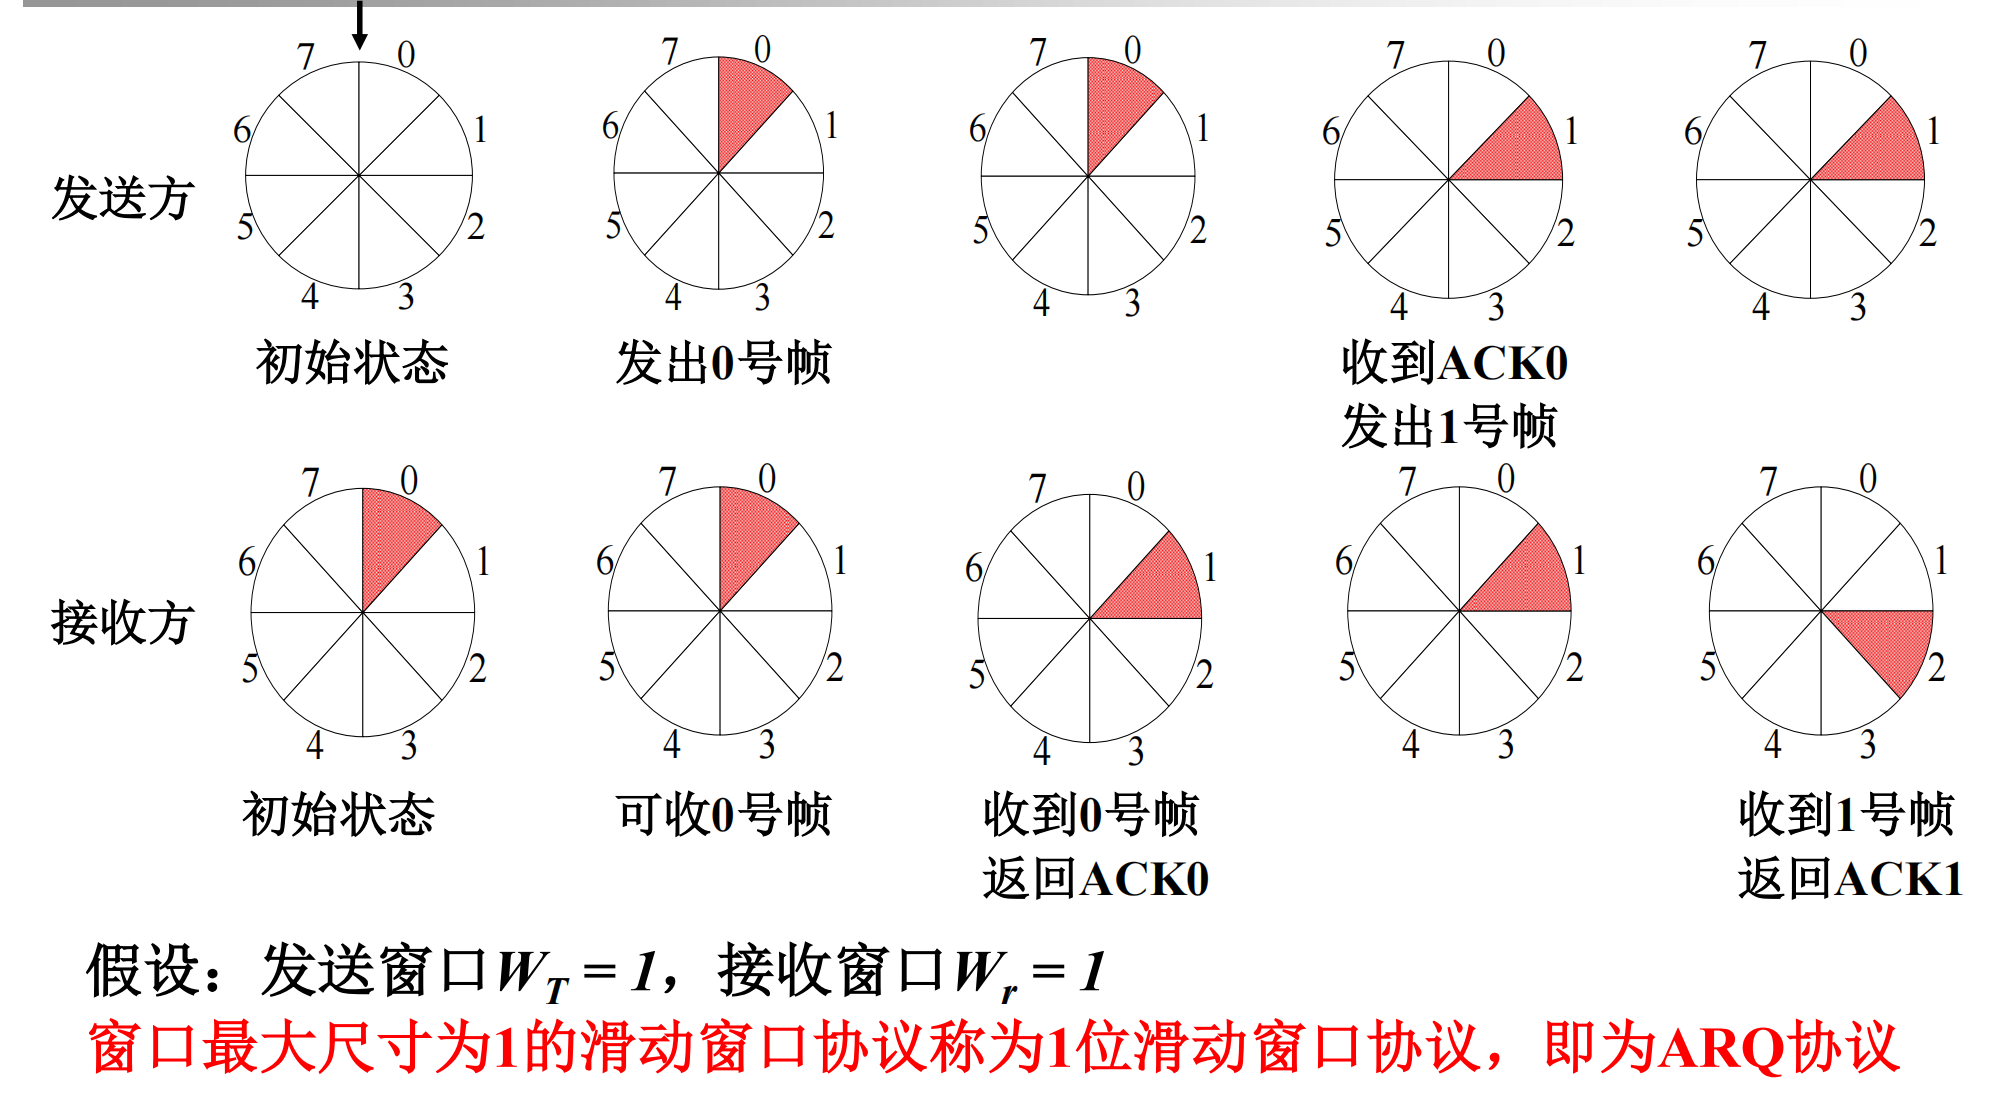 7 0 7 0 7 0 7 0 7 0
6 1 6 1 6 1 6 1 6 1
发送方
5 2 5 2 5 2 5 2 5 2
4 3 4 3 4 3 4 3 4 3
初始状态 发出0号帧 收到ACK0
发出1号帧
7 0 7 0 7 0 7 0 7 0
6 1 6 1 6 1 6 1 6 1
接收方
5 2 5 2 5 2 5 2 5 2
4 3 4 3 4 3 4 3 4 3
初始状态 可收0号帧 收到0号帧 收到1号帧
返回ACK0 返回ACK1
假设：发送窗口W_T = 1，接收窗口W_r = 1
窗口最大尺寸为1的滑动窗口协议称为1位滑动窗口协议，即为ARQ协议